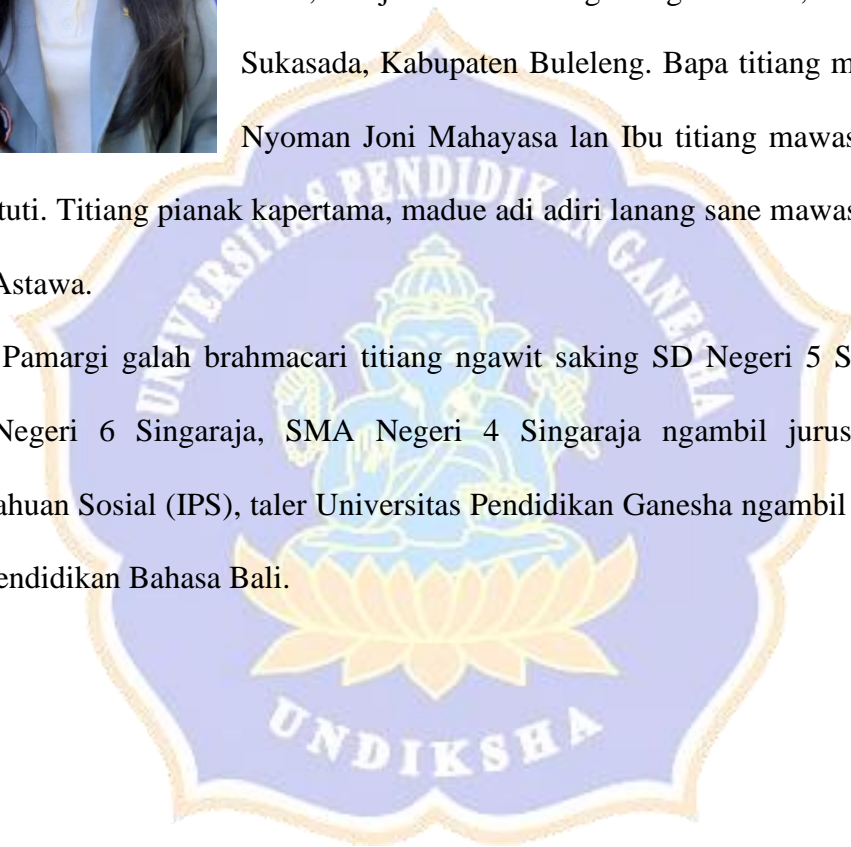 Sukasada, Kabupaten Buleleng. Bapa titiang
Nyoman Joni Mahayasa lan Ibu titiang mawas
tuti. Titiang pianak kapertama, madue adi adiri lanang sane mawas
Astawa.
Pamargi galah brahmacari titiang ngawit saking SD Negeri 5 S
Negeri 6 Singaraja, SMA Negeri 4 Singaraja ngambil jurus
ahuan Sosial (IPS), taler Universitas Pendidikan Ganesha ngambil
endidikan Bahasa Bali.
UNIVERSITAS PENDIDIKAN GANESHA
UNDIKSHA